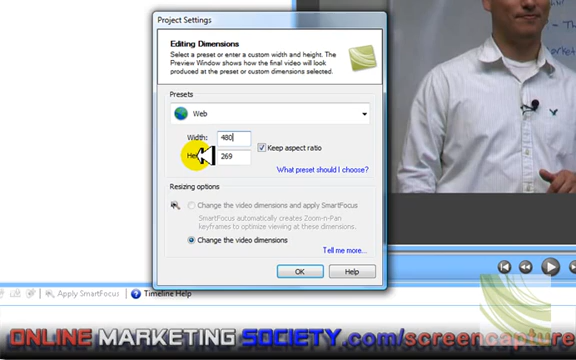 Project Settings
Editing Dimensions
Select a preset or enter a custom width and height. The
Preview Window shows how the final video will look
produced at the preset or custom dimensions selected.
Presets
Web
Width: 480
269
Keep aspect ratio
What preset should I choose?
Resizing options
Change the video dimensions and apply SmartFocus
SmartFocus automatically creates Zoom-n-Pan
keyframes to optimize viewing at these dimensions.
Change the video dimensions
Tell me more...
OK
Help
Apply SmartFocus
Timeline Help
ONLINE MARKETING SOCIETY.com/screencapture